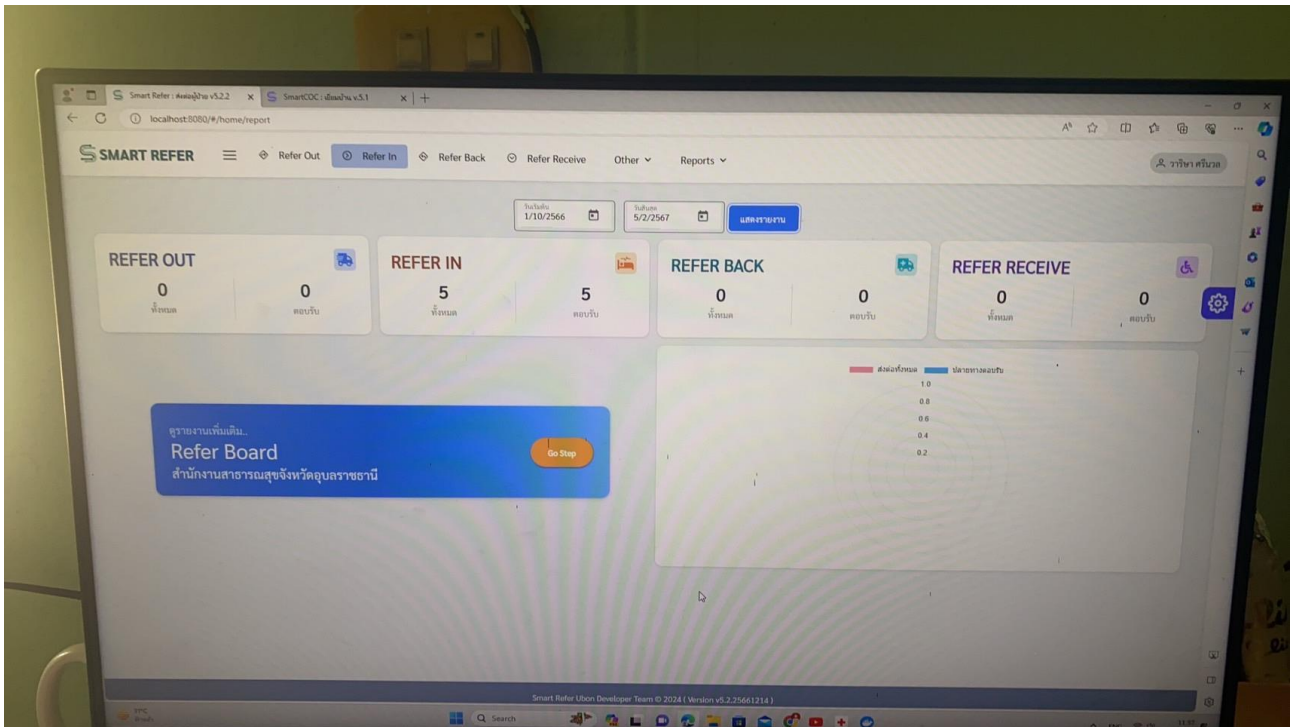 Smart Refer : ส่งต่อผู้ป่วย v5.2.2
SmartCOC : เยี่ยมบ้าน v.5.1
localhost:8080/#/home/report
SMART REFER
Refer Out
Refer In
Refer Back
Refer Receive
Other
Reports
วาริษา ศรีนวล
วันเริ่มต้น
1/10/2566
วันสิ้นสุด
5/2/2567
แสดงรายงาน
REFER OUT
0
ทั้งหมด
0
ตอบรับ
REFER IN
5
ทั้งหมด
5
ตอบรับ
REFER BACK
0
ทั้งหมด
0
ตอบรับ
REFER RECEIVE
0
ทั้งหมด
0
ตอบรับ
ดูรายงานเพิ่มเติม..
Refer Board
สำนักงานสาธารณสุขจังหวัดอุบลราชธานี
Go Step
ส่งต่อทั้งหมด
ปลายทางตอบรับ
1.0
0.8
0.6
0.4
0.2
Smart Refer Ubon Developer Team © 2024 ( Version v5.2.25661214 )
Search